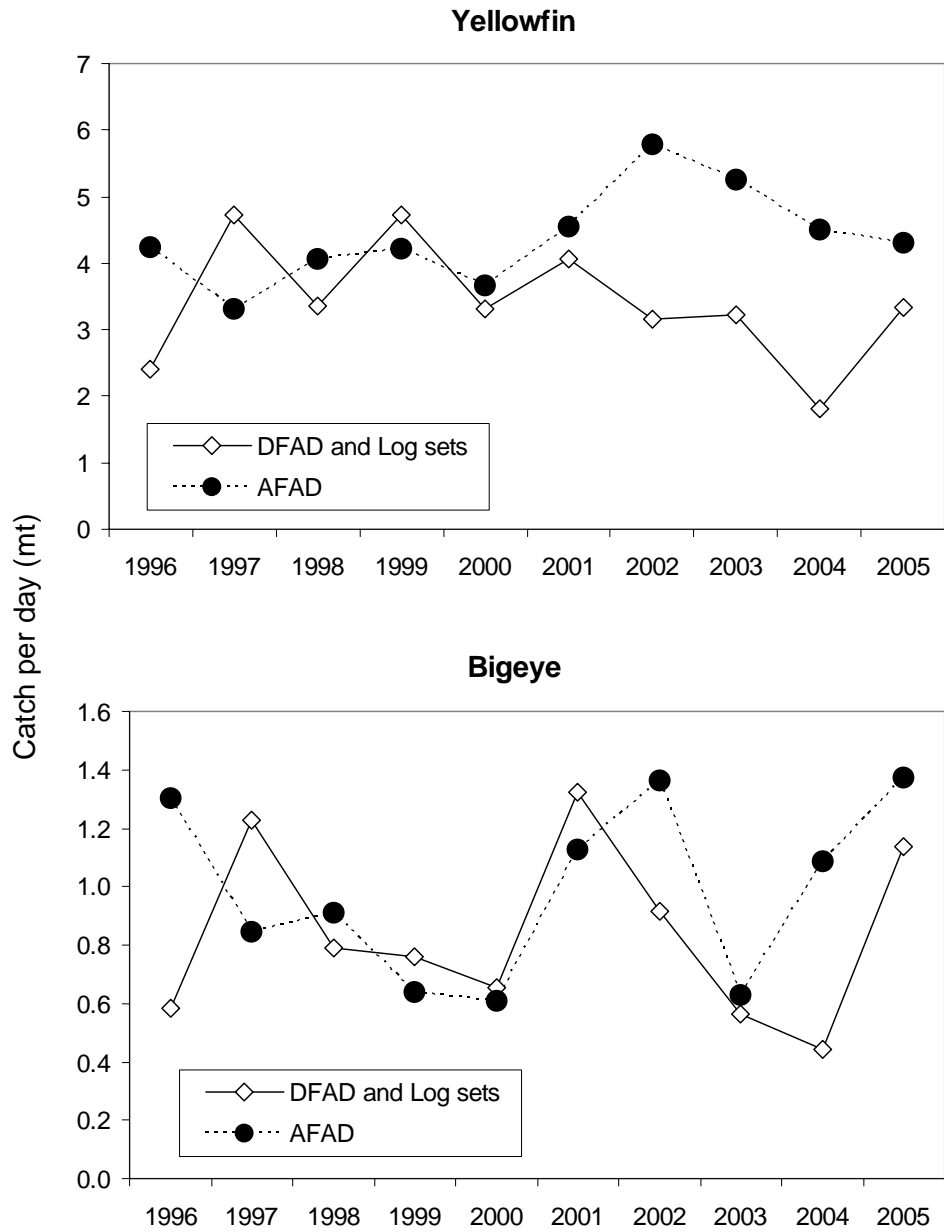 Yellowfin
7
6
5
4
3
2
1
0
DFAD and Log sets
AFAD
1996 1997 1998 1999 2000 2001 2002 2003 2004 2005
Catch per day (mt)
Bigeye
1.6
1.4
1.2
1.0
0.8
0.6
0.4
0.2
0.0
DFAD and Log sets
AFAD
1996 1997 1998 1999 2000 2001 2002 2003 2004 2005